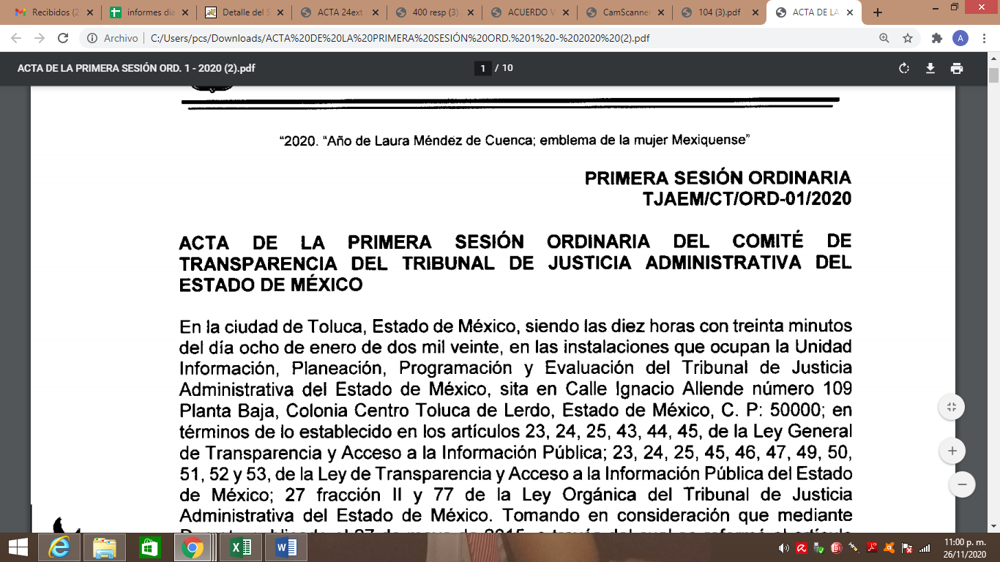 Recibidos (2
informes dia
Detalle del S
ACTA 24ext
400 resp (3)
ACUERDO V
CamScanner
104 (3).pdf
ACTA DE LA
Archivo
C:/Users/pcs/Downloads/ACTA%20DE%20LA%20PRIMERA%20SESIÓN%20ORD.%201%20-%202020%20(2).pdf
A
ACTA DE LA PRIMERA SESIÓN ORD. 1 - 2020 (2).pdf
1 / 10
“2020. “Año de Laura Méndez de Cuenca; emblema de la mujer Mexiquense”
PRIMERA SESIÓN ORDINARIA
TJAEM/CT/ORD-01/2020
ACTA DE LA PRIMERA SESIÓN ORDINARIA DEL COMITÉ DE
TRANSPARENCIA DEL TRIBUNAL DE JUSTICIA ADMINISTRATIVA DEL
ESTADO DE MÉXICO
En la ciudad de Toluca, Estado de México, siendo las diez horas con treinta minutos
del día ocho de enero de dos mil veinte, en las instalaciones que ocupan la Unidad
Información, Planeación, Programación y Evaluación del Tribunal de Justicia
Administrativa del Estado de México, sita en Calle Ignacio Allende número 109
Planta Baja, Colonia Centro Toluca de Lerdo, Estado de México, C. P: 50000; en
términos de lo establecido en los artículos 23, 24, 25, 43, 44, 45, de la Ley General
de Transparencia y Acceso a la Información Pública; 23, 24, 25, 45, 46, 47, 49, 50,
51, 52 y 53, de la Ley de Transparencia y Acceso a la Información Pública del Estado
de México; 27 fracción II y 77 de la Ley Orgánica del Tribunal de Justicia
Administrativa del Estado de México. Tomando en consideración que mediante
11:00 p. m.
26/11/2020